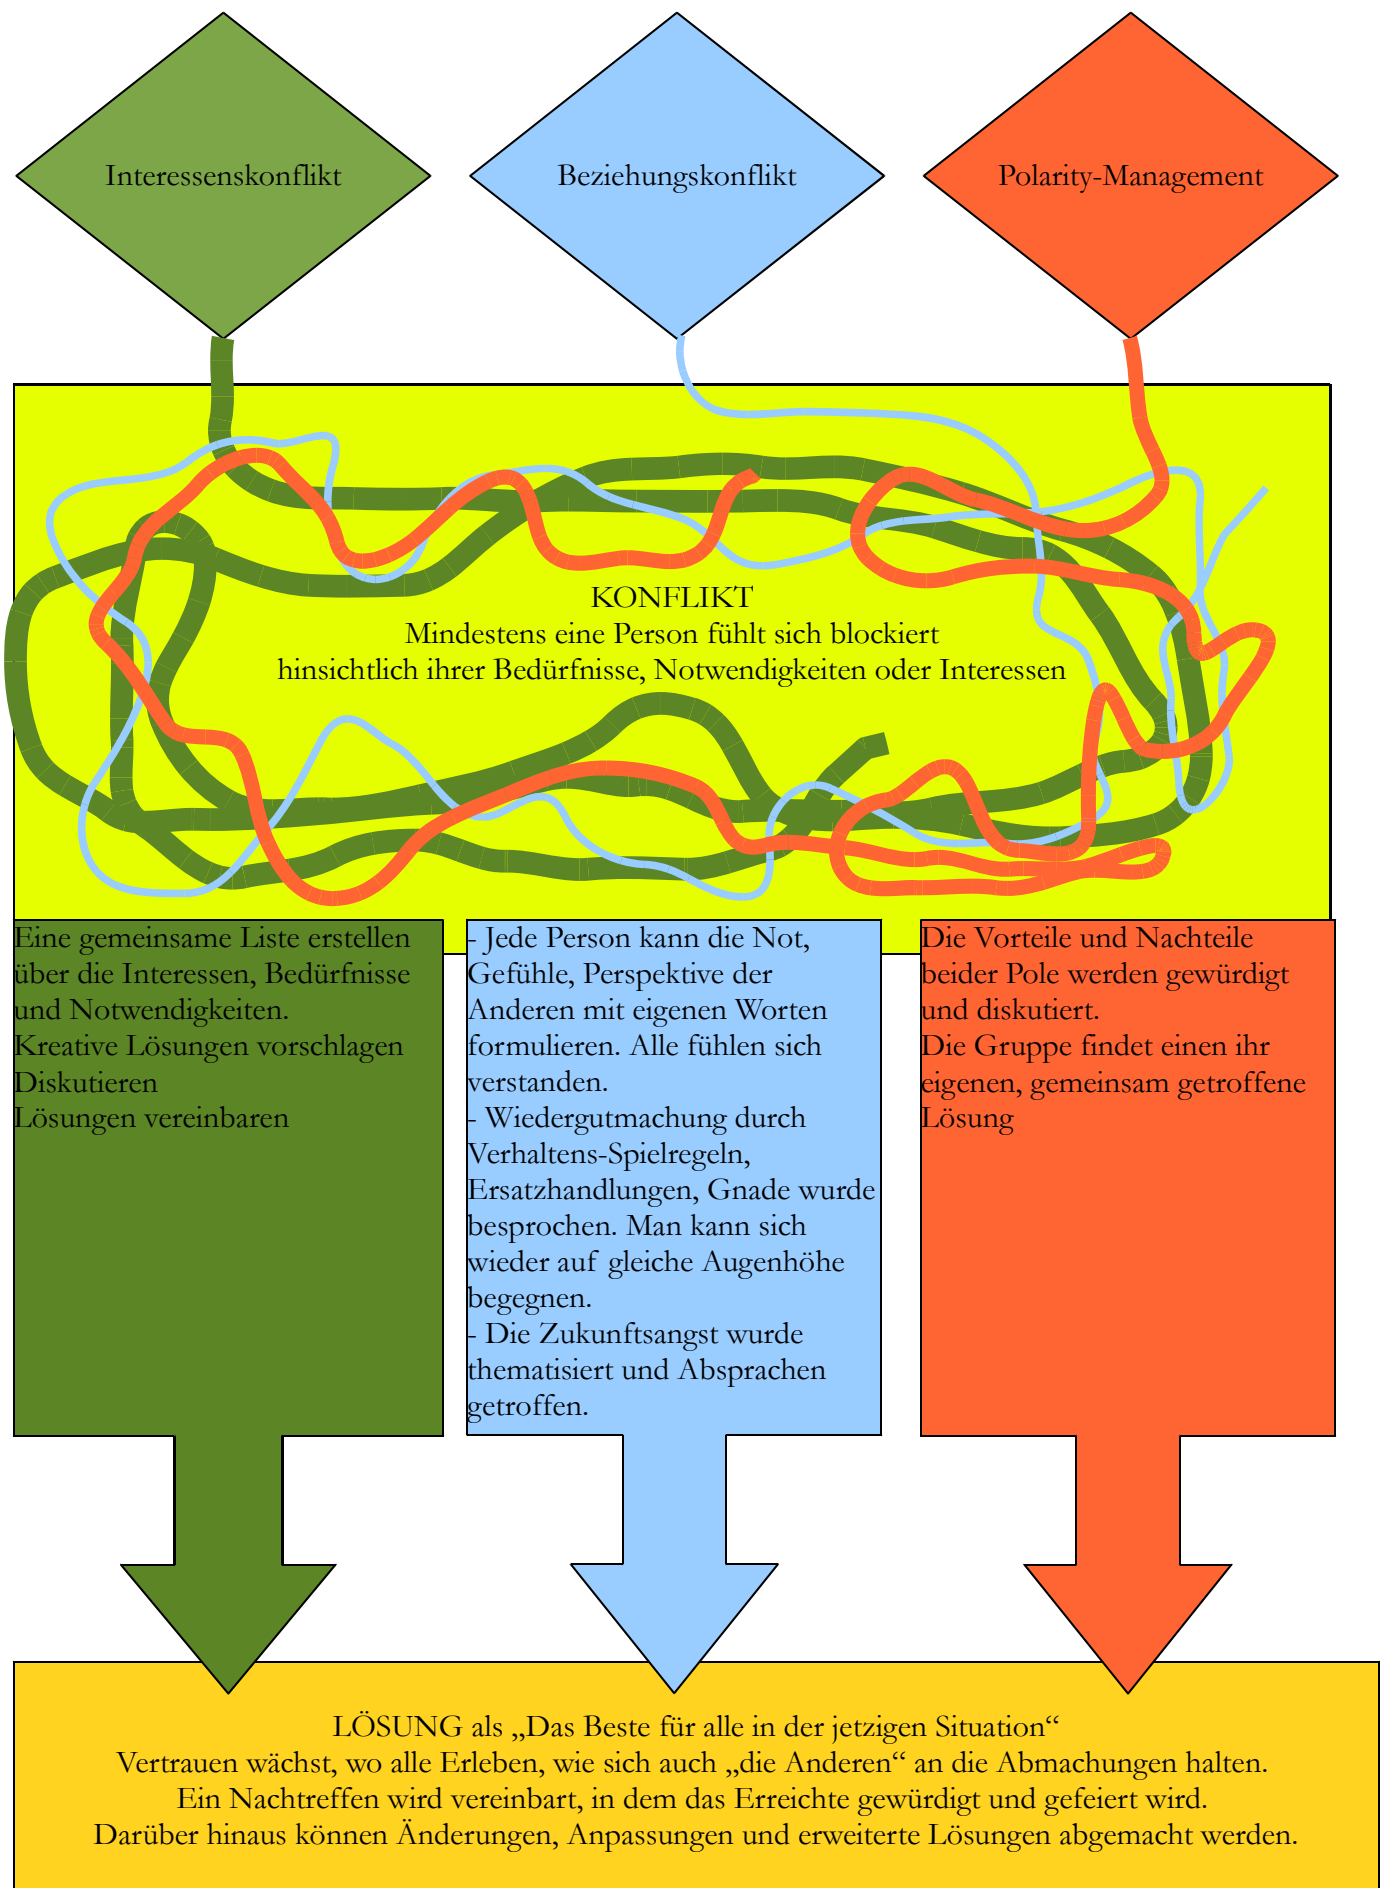 Interessenskonflikt
Beziehungskonflikt
Polarity-Management
KONFLIKT
Mindestens eine Person fühlt sich blockiert
hinsichtlich ihrer Bedürfnisse, Notwendigkeiten oder Interessen
Eine gemeinsame Liste erstellen
über die Interessen, Bedürfnisse
und Notwendigkeiten.
Kreative Lösungen vorschlagen
Diskutieren
Lösungen vereinbaren
- Jede Person kann die Not,
Gefühle, Perspektive der
Anderen mit eigenen Worten
formulieren. Alle fühlen sich
verstanden.
- Wiedergutmachung durch
Verhaltens-Spielregeln,
Ersatzhandlungen, Gnade wurde
besprochen. Man kann sich
wieder auf gleiche Augenhöhe
begegnen.
- Die Zukunftsangst wurde
thematisiert und Absprachen
getroffen.
Die Vorteile und Nachteile
beider Pole werden gewürdigt
und diskutiert.
Die Gruppe findet einen ihr
eigenen, gemeinsam getroffene
Lösung
LÖSUNG als „Das Beste für alle in der jetzigen Situation“
Vertrauen wächst, wo alle Erleben, wie sich auch „die Anderen“ an die Abmachungen halten.
Ein Nachtreffen wird vereinbart, in dem das Erreichte gewürdigt und gefeiert wird.
Darüber hinaus können Änderungen, Anpassungen und erweiterte Lösungen abgemacht werden.